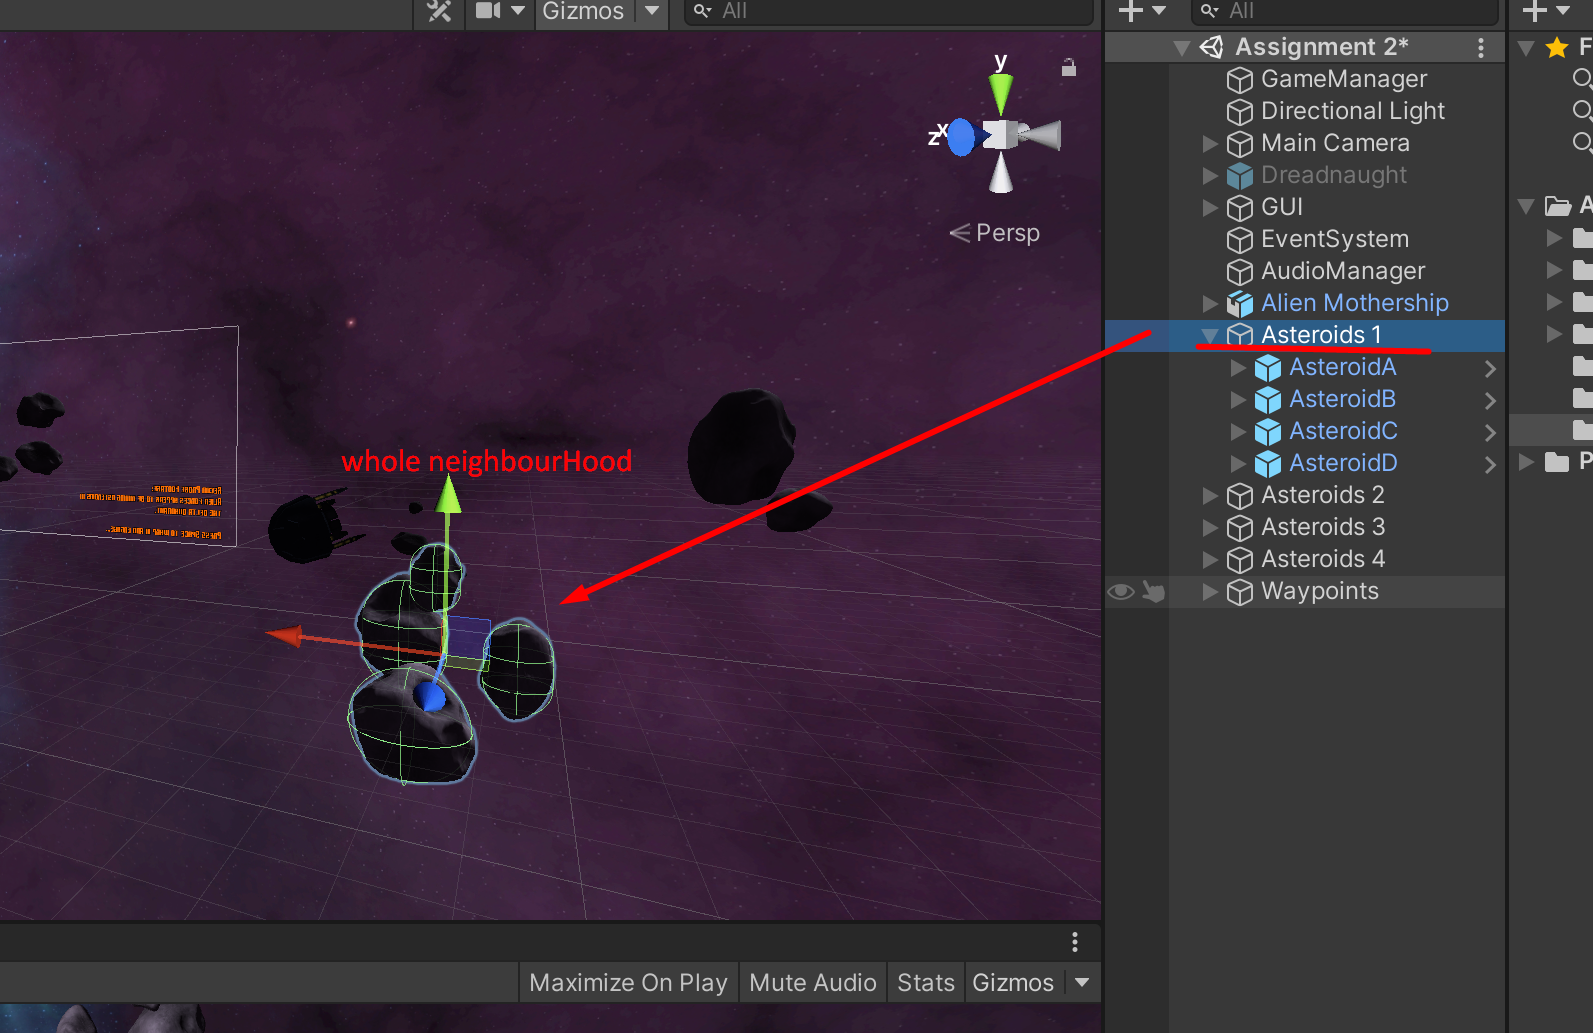 Gizmos
All
All
y
x
z
Persp
whole neighbourHood
Assignment 2*
GameManager
Directional Light
Main Camera
Dreadnaught
GUI
EventSystem
AudioManager
Alien Mothership
Asteroids 1
AsteroidA
AsteroidB
AsteroidC
AsteroidD
Asteroids 2
Asteroids 3
Asteroids 4
Waypoints
F
A
P
Maximize On Play
Mute Audio
Stats
Gizmos